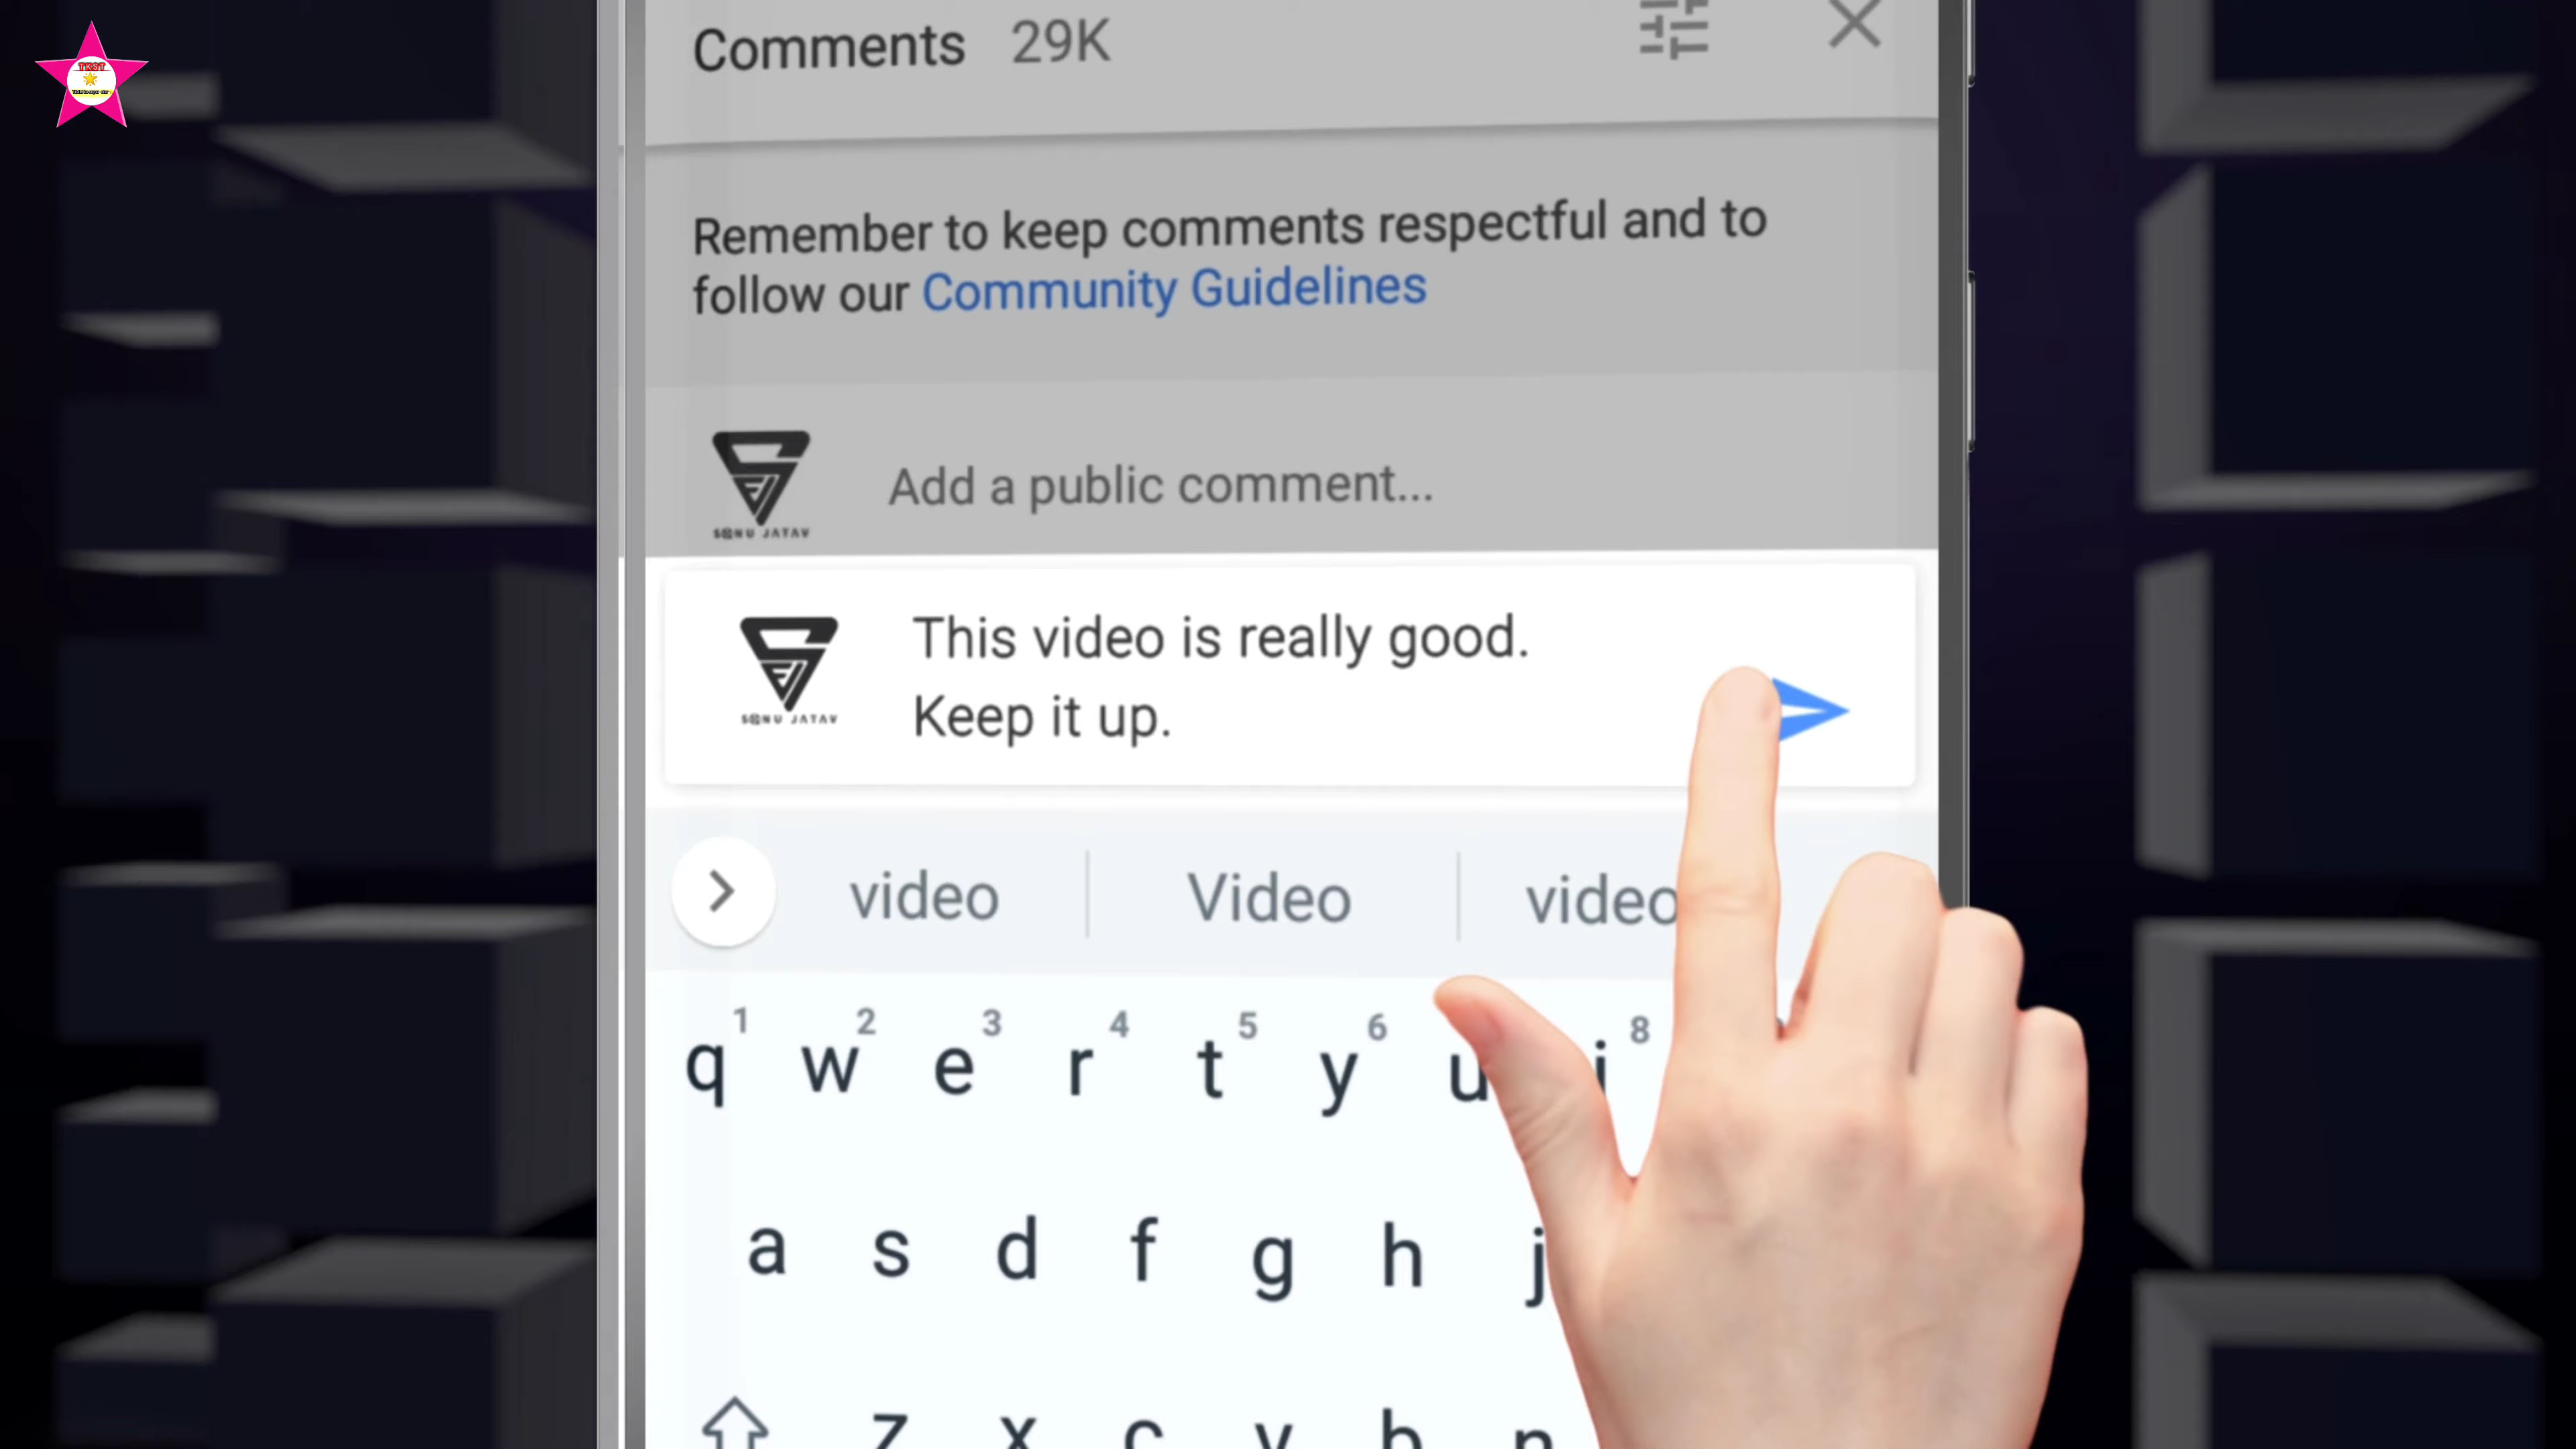 TKST
Comments 29K
Remember to keep comments respectful and to
follow our Community Guidelines
SONU JATAV
Add a public comment...
SONU JATAV
This video is really good.
Keep it up.
video Video video
1 2 3 4 5 6 8
q w e r t y u i
a s d f g h j
z x c v b n